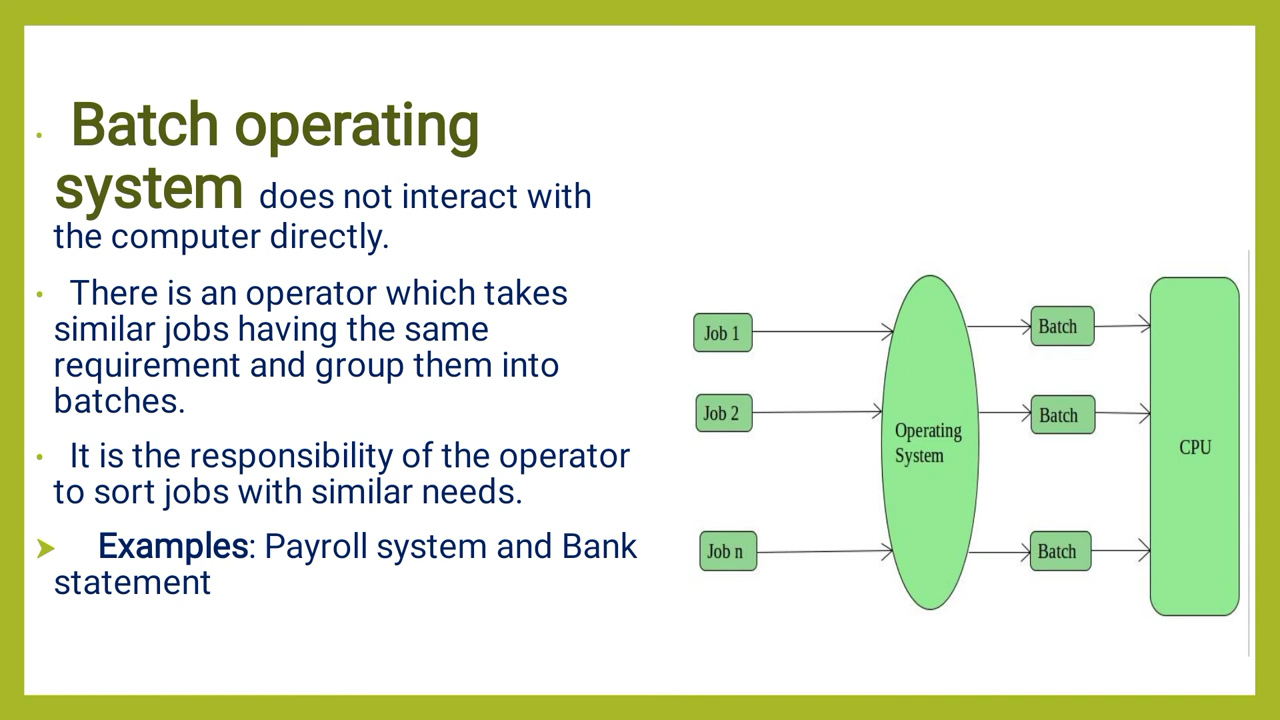 • Batch operating
system does not interact with
the computer directly.
• There is an operator which takes
similar jobs having the same
requirement and group them into
batches.
• It is the responsibility of the operator
to sort jobs with similar needs.
➤ Examples: Payroll system and Bank
statement
Job 1
Job 2
Job n
Operating
System
Batch
Batch
Batch
CPU